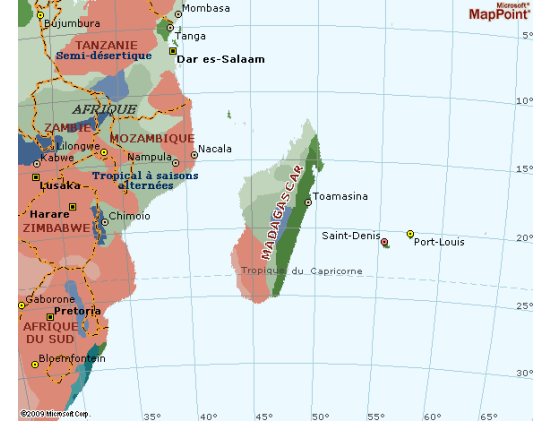 Microsoft®
MapPoint®
Mombasa
Bujumbura
Tanga
5°
TANZANIE
Semi-désertique
Dar es-Salaam
10°
AFRIQUE
ZAMBIE
MOZAMBIQUE
Lilongwe
Kabwe
Nampula
Nacala
15°
Tropical à saisons
alternées
Lusaka
MADAGASCAR
Toamasina
Harare
Chimoio
ZIMBABWE
Saint-Denis
Port-Louis
20°
Tropique du Capricorne
Gaborone
Pretoria
25°
AFRIQUE
DU SUD
Bloemfontein
30°
©2009 Microsoft Corp.
35°
40°
45°
50°
55°
60°